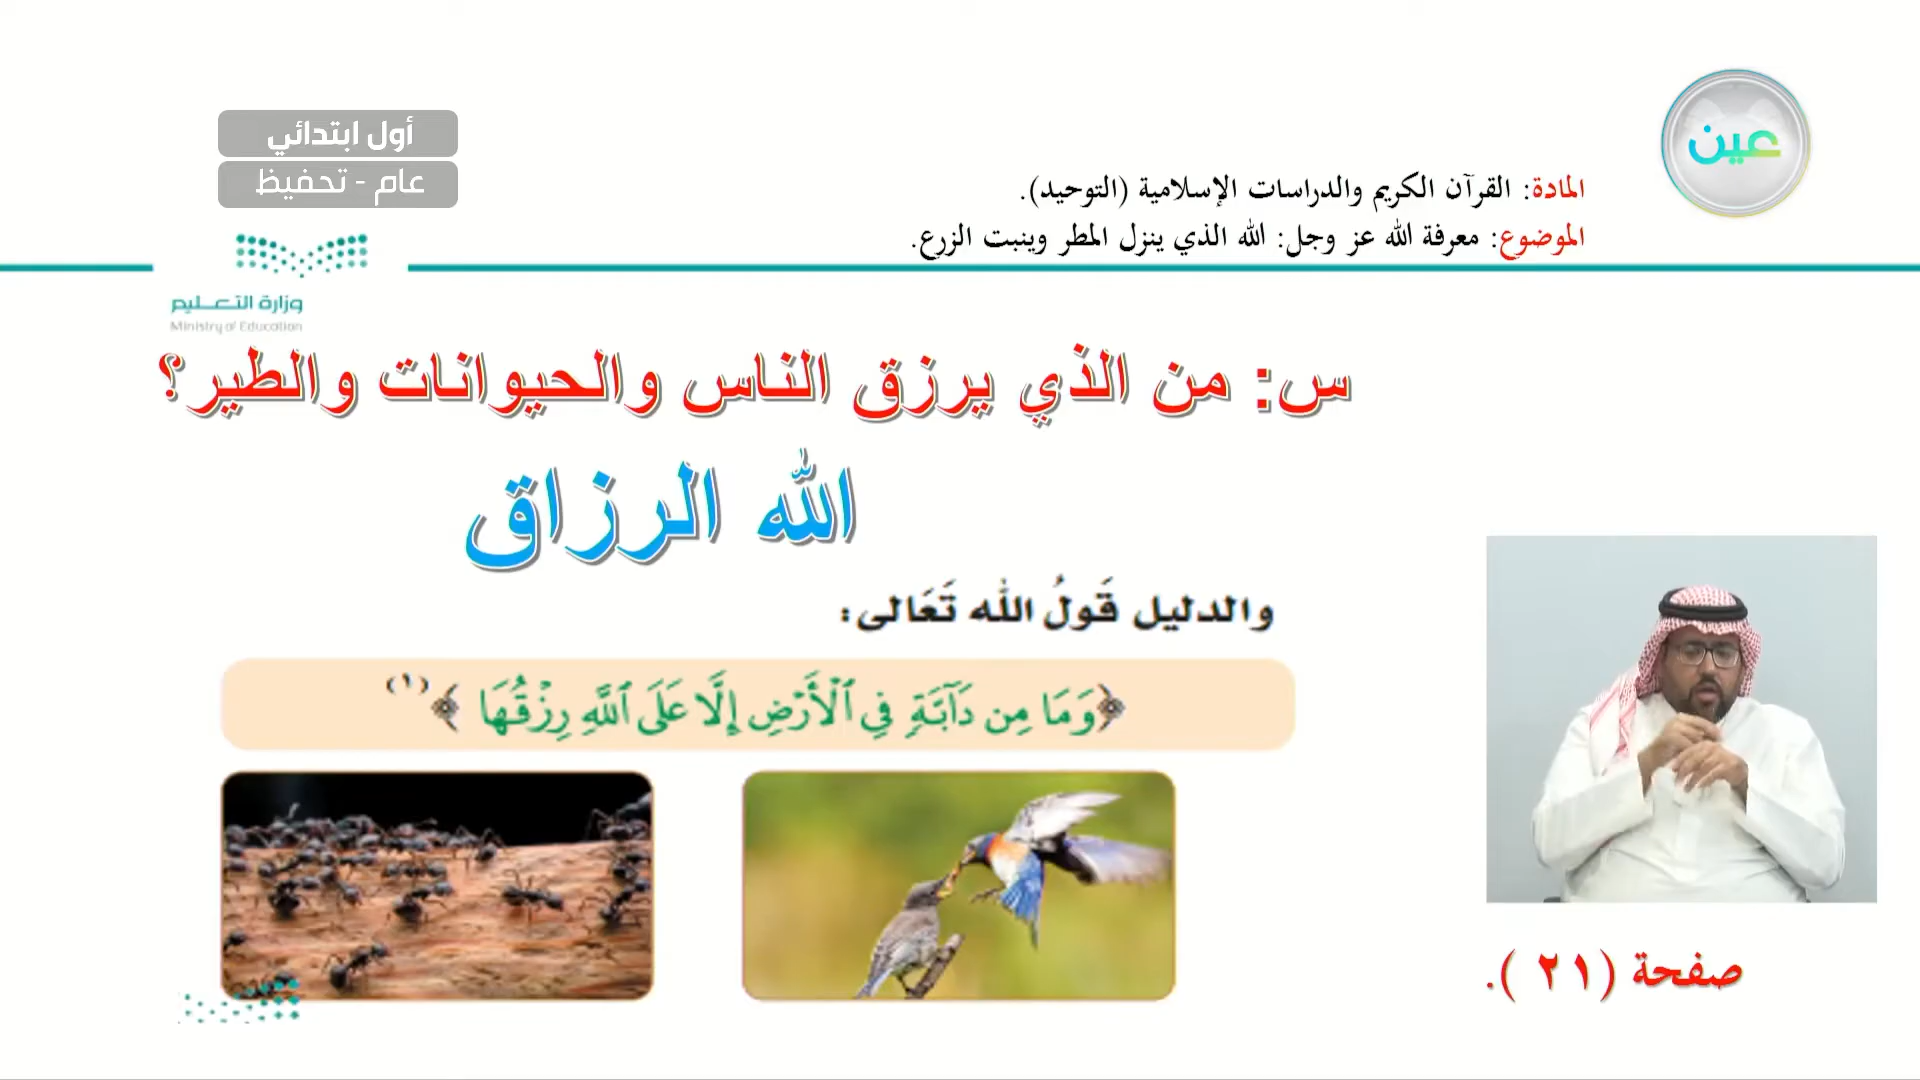 عين
أول ابتدائي
عام - تحفيظ
المادة: القرآن الكريم والدراسات الإسلامية (التوحيد).
الموضوع: معرفة الله عز وجل: الله الذي ينزل المطر وينبت الزرع.
وزارة التعليم
Ministry of Education
س: من الذي يرزق الناس والحيوانات والطير؟
الله الرزاق
والدليل قَولُ الله تَعَالى:
﴿وَمَا مِن دَآبَّةٖ فِي ٱلۡأَرۡضِ إِلَّا عَلَى ٱللَّهِ رِزۡقُهَا﴾ (١)
صفحة (٢١).